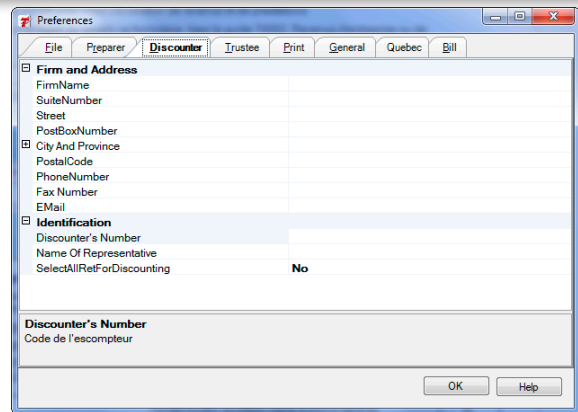 Preferences
File Preparer Discounter Trustee Print General Quebec Bill
Firm and Address
FirmName
SuiteNumber
Street
PostBoxNumber
City And Province
PostalCode
PhoneNumber
Fax Number
EMail
Identification
Discounter's Number
Name Of Representative
SelectAllRetForDiscounting No
Discounter's Number
Code de l'escompteur
OK Help